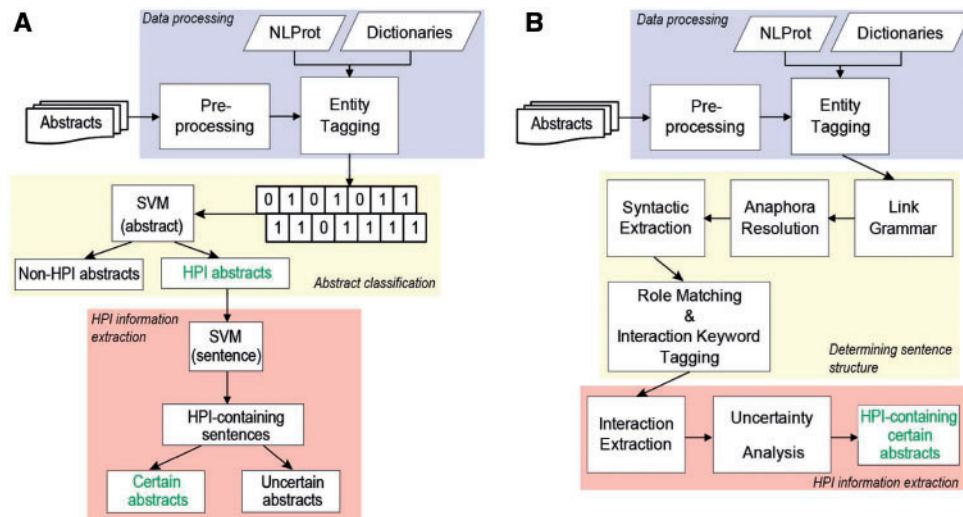 A
Data processing
NLProt
Dictionaries
Abstracts
Pre-
processing
Entity
Tagging
0 1 0 1 0 1 1
1 1 0 1 1 1 1
SVM
(abstract)
Non-HPI abstracts
HPI abstracts
Abstract classification
HPI information
extraction
SVM
(sentence)
HPI-containing
sentences
Certain
abstracts
Uncertain
abstracts
B
Data processing
NLProt
Dictionaries
Abstracts
Pre-
processing
Entity
Tagging
Syntactic
Extraction
Anaphora
Resolution
Link
Grammar
Role Matching
&
Interaction Keyword
Tagging
Determining sentence
structure
Interaction
Extraction
Uncertainty
Analysis
HPI-containing
certain
abstracts
HPI information extraction